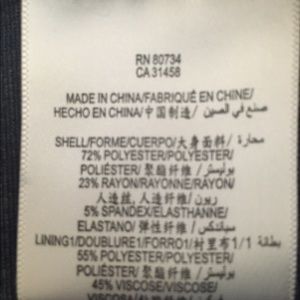 RN 80734
CA 31458
MADE IN CHINA/FABRIQUÉ EN CHINE/
HECHO EN CHINA/中国制造/ صنع في الصين
SHELL/FORME/CUERPO/大身面料/ محارة
72% POLYESTER/POLYESTER/
POLIÉSTER/ 聚酯纤维 / بوليستر
23% RAYON/RAYONNE/RAYON/
人造丝, 人造纤维 / ريون
5% SPANDEX/ELASTHANNE/
ELASTANO/ 弹性纤维 / سباندكس
LINING1/DOUBLURE1/FORRO1/衬里布1/ بطانة 1
55% POLYESTER/POLYESTER/
POLIÉSTER/ 聚酯纤维 / بوليستر
45% VISCOSE/VISCOSE/